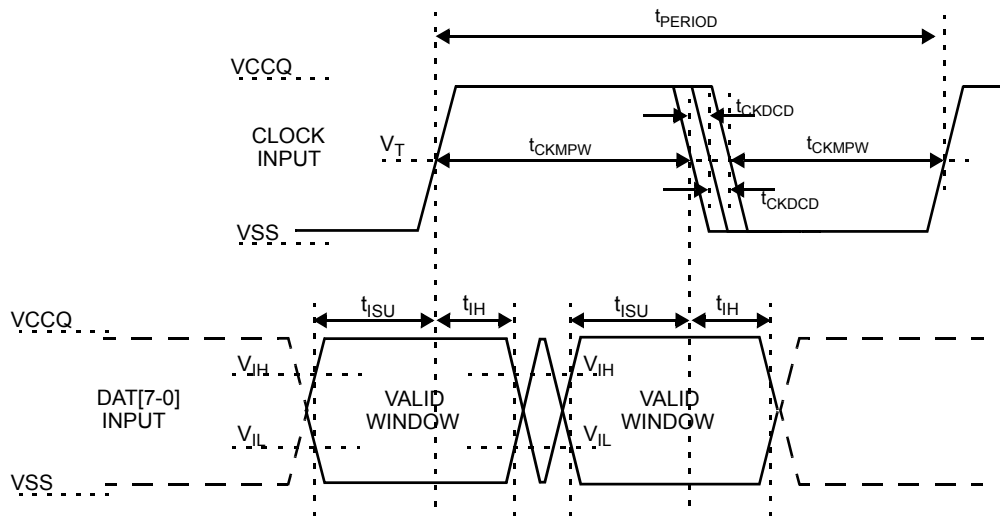 tPERIOD
VCCQ
tCKDCD
CLOCK
INPUT
VT
tCKMPW
tCKMPW
tCKDCD
VSS
tISU
tIH
tISU
tIH
VCCQ
VIH
VIH
DAT[7-0]
INPUT
VALID
WINDOW
VALID
WINDOW
VIL
VIL
VSS